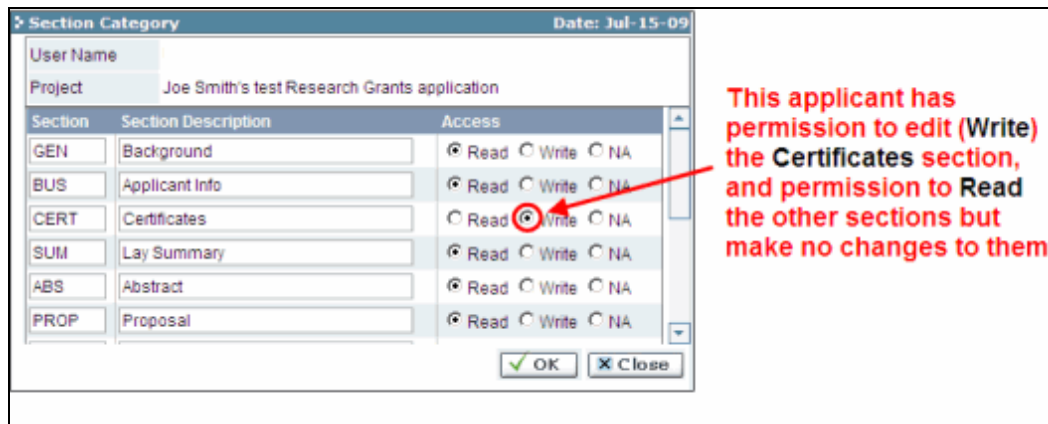 Section Category Date: Jul-15-09
User Name
Project Joe Smith's test Research Grants application
Section Section Description Access
GEN Background Read Write NA
BUS Applicant Info Read Write NA
CERT Certificates Read Write NA
SUM Lay Summary Read Write NA
ABS Abstract Read Write NA
PROP Proposal Read Write NA
OK Close
This applicant has
permission to edit (Write)
the Certificates section,
and permission to Read
the other sections but
make no changes to them